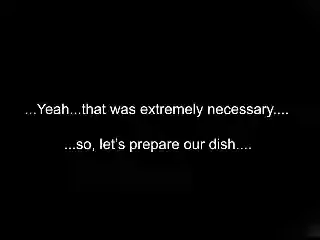 ...Yeah...that was extremely necessary....
...so, let's prepare our dish....